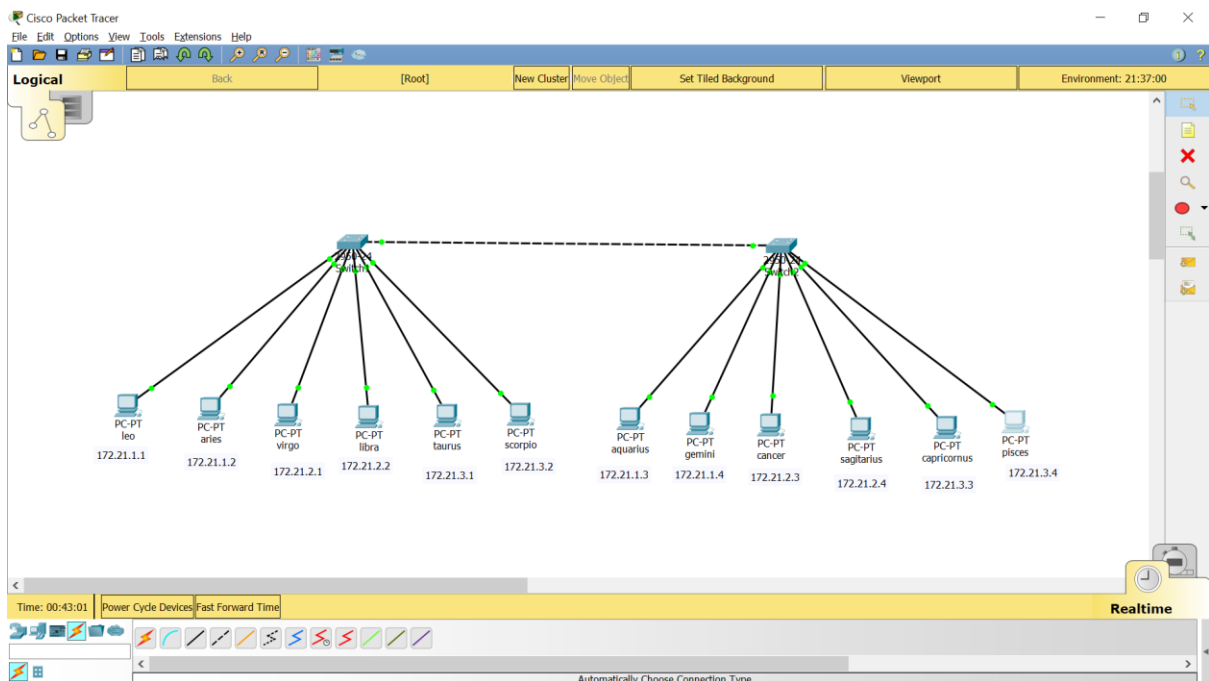 Cisco Packet Tracer
File Edit Options View Tools Extensions Help
Logical Back [Root] New Cluster Move Object Set Tiled Background Viewport Environment: 21:37:00
2950-24
Switch1
2950-24
Switch2
PC-PT
leo
172.21.1.1
PC-PT
aries
172.21.1.2
PC-PT
virgo
172.21.2.1
PC-PT
libra
172.21.2.2
PC-PT
taurus
172.21.3.1
PC-PT
scorpio
172.21.3.2
PC-PT
aquarius
172.21.1.3
PC-PT
gemini
172.21.1.4
PC-PT
cancer
172.21.2.3
PC-PT
sagitarius
172.21.2.4
PC-PT
capricornus
172.21.3.3
PC-PT
pisces
172.21.3.4
Time: 00:43:01 Power Cycle Devices Fast Forward Time Realtime
Automatically Choose Connection Type